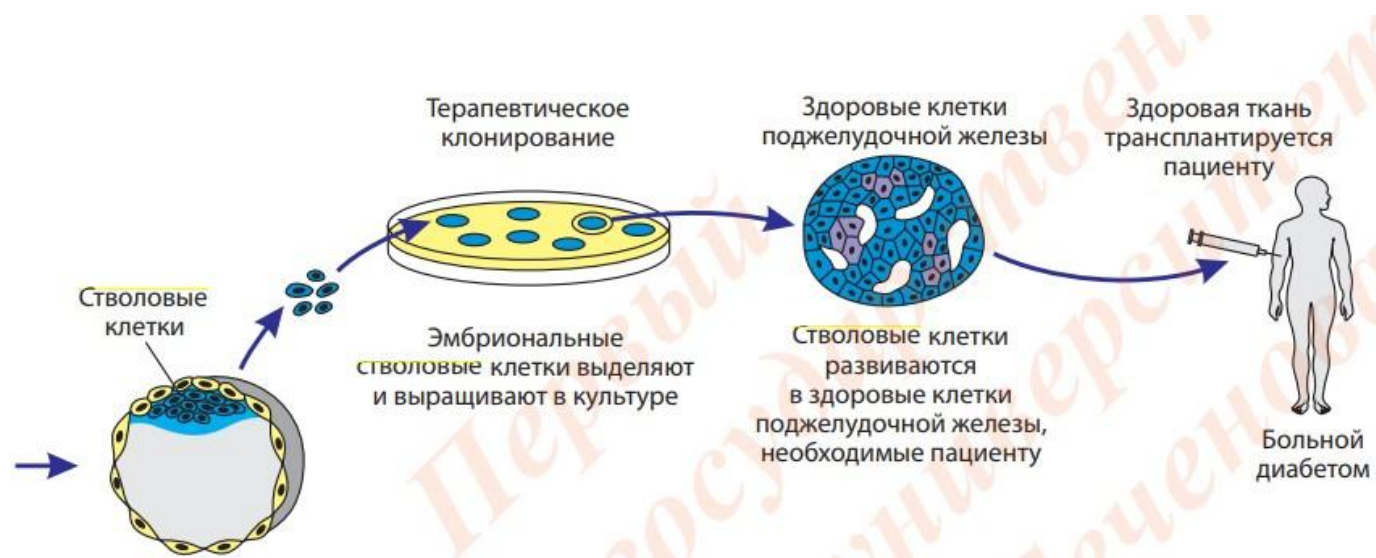 Терапевтическое
клонирование
Здоровые клетки
поджелудочной железы
Здоровая ткань
трансплантируется
пациенту
Стволовые
клетки
Эмбриональные
стволовые клетки выделяют
и выращивают в культуре
Стволовые клетки
развиваются
в здоровые клетки
поджелудочной железы,
необходимые пациенту
Больной
диабетом
Первый